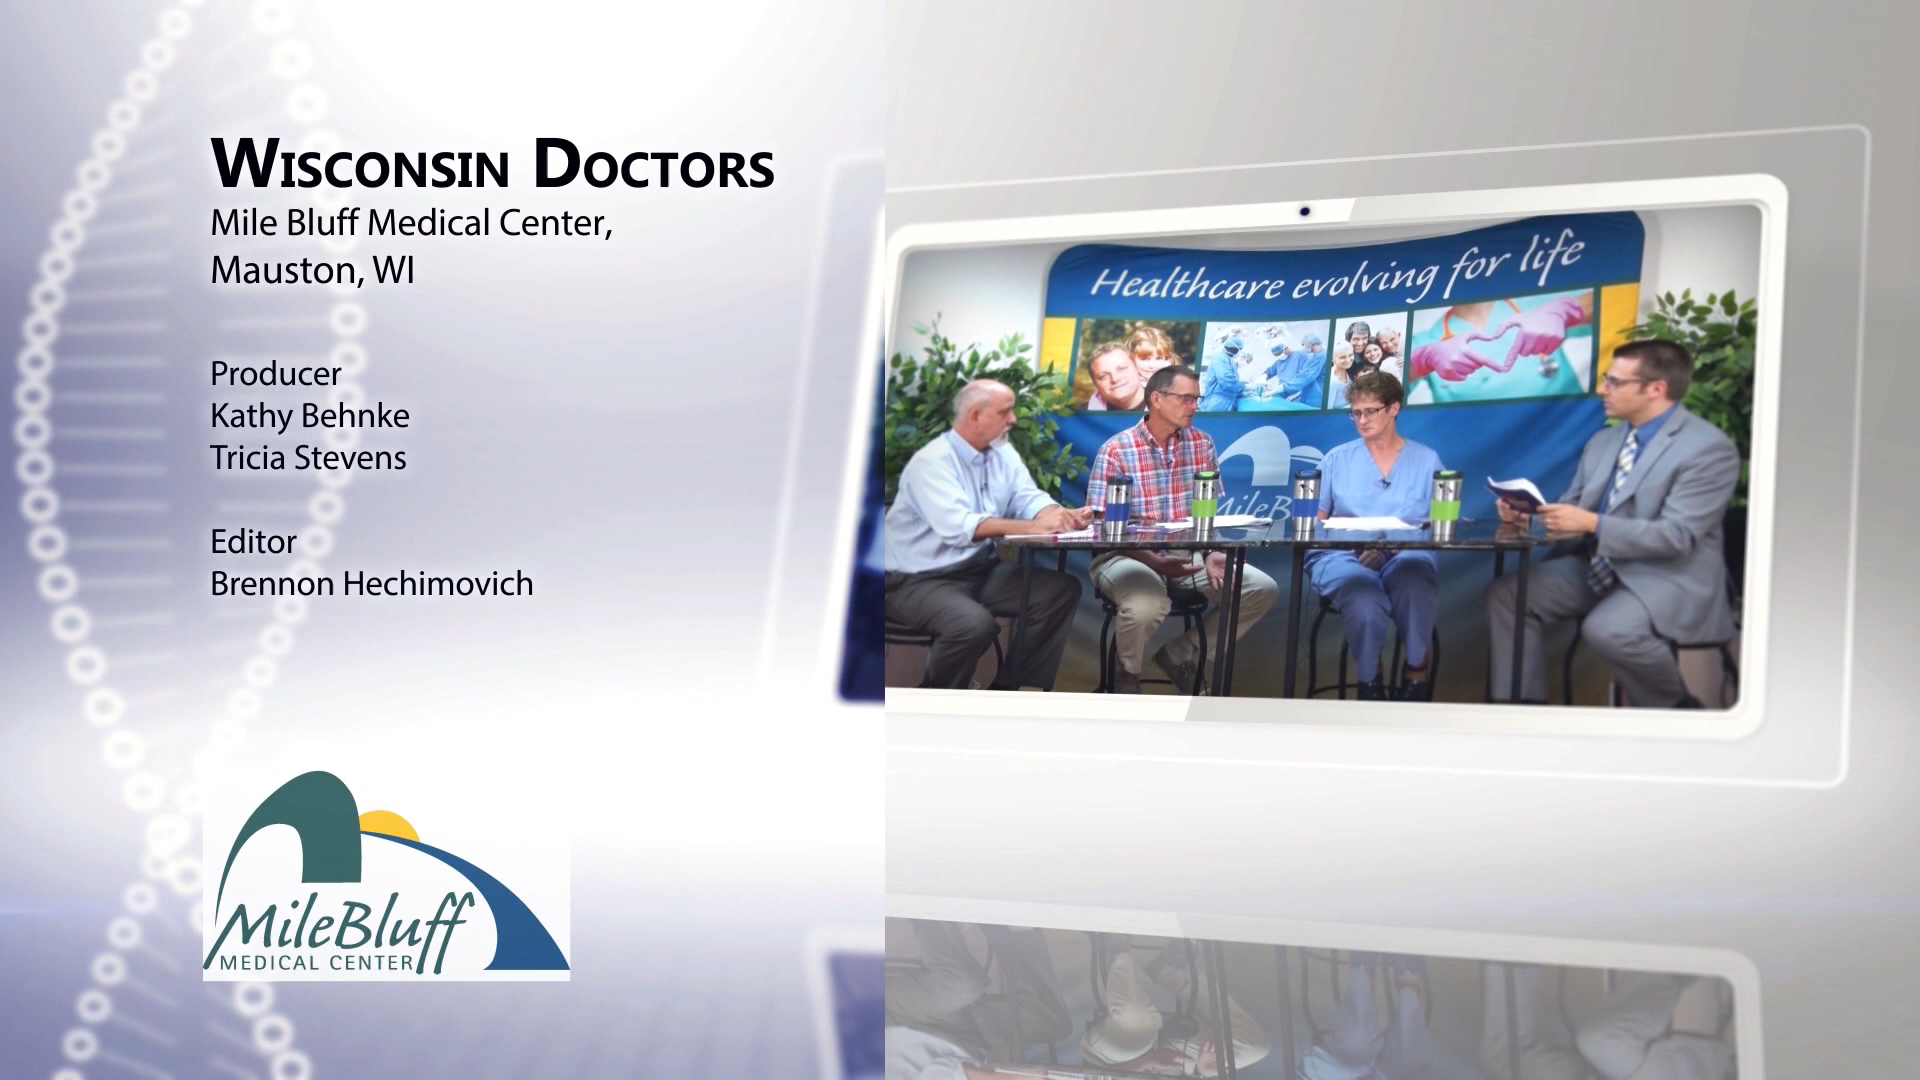 Wisconsin Doctors
Mile Bluff Medical Center,
Mauston, WI
Producer
Kathy Behnke
Tricia Stevens
Editor
Brennon Hechimovich
MileBluff
MEDICAL CENTER
Healthcare evolving for life
MileB